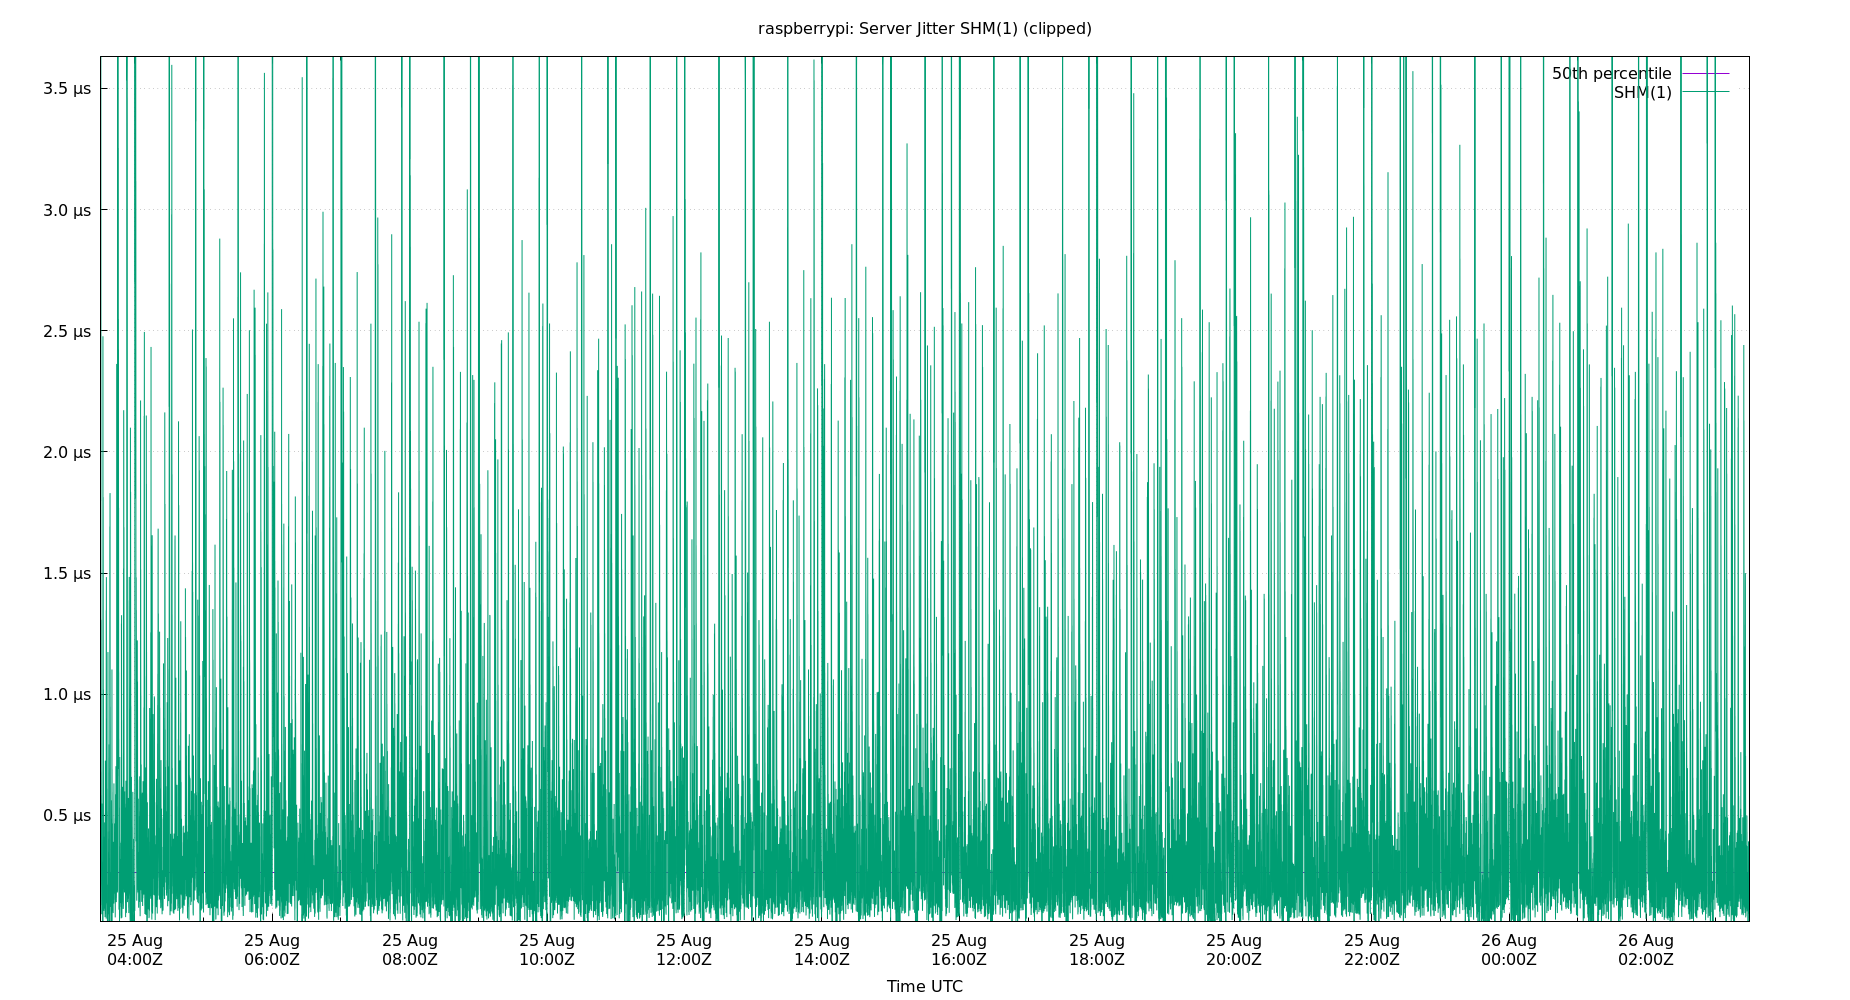 raspberrypi: Server Jitter SHM(1) (clipped)
50th percentile
SHM(1)
3.5 µs
3.0 µs
2.5 µs
2.0 µs
1.5 µs
1.0 µs
0.5 µs
25 Aug 25 Aug 25 Aug 25 Aug 25 Aug 25 Aug 25 Aug 25 Aug 25 Aug 25 Aug 26 Aug 26 Aug
04:00Z 06:00Z 08:00Z 10:00Z 12:00Z 14:00Z 16:00Z 18:00Z 20:00Z 22:00Z 00:00Z 02:00Z
Time UTC